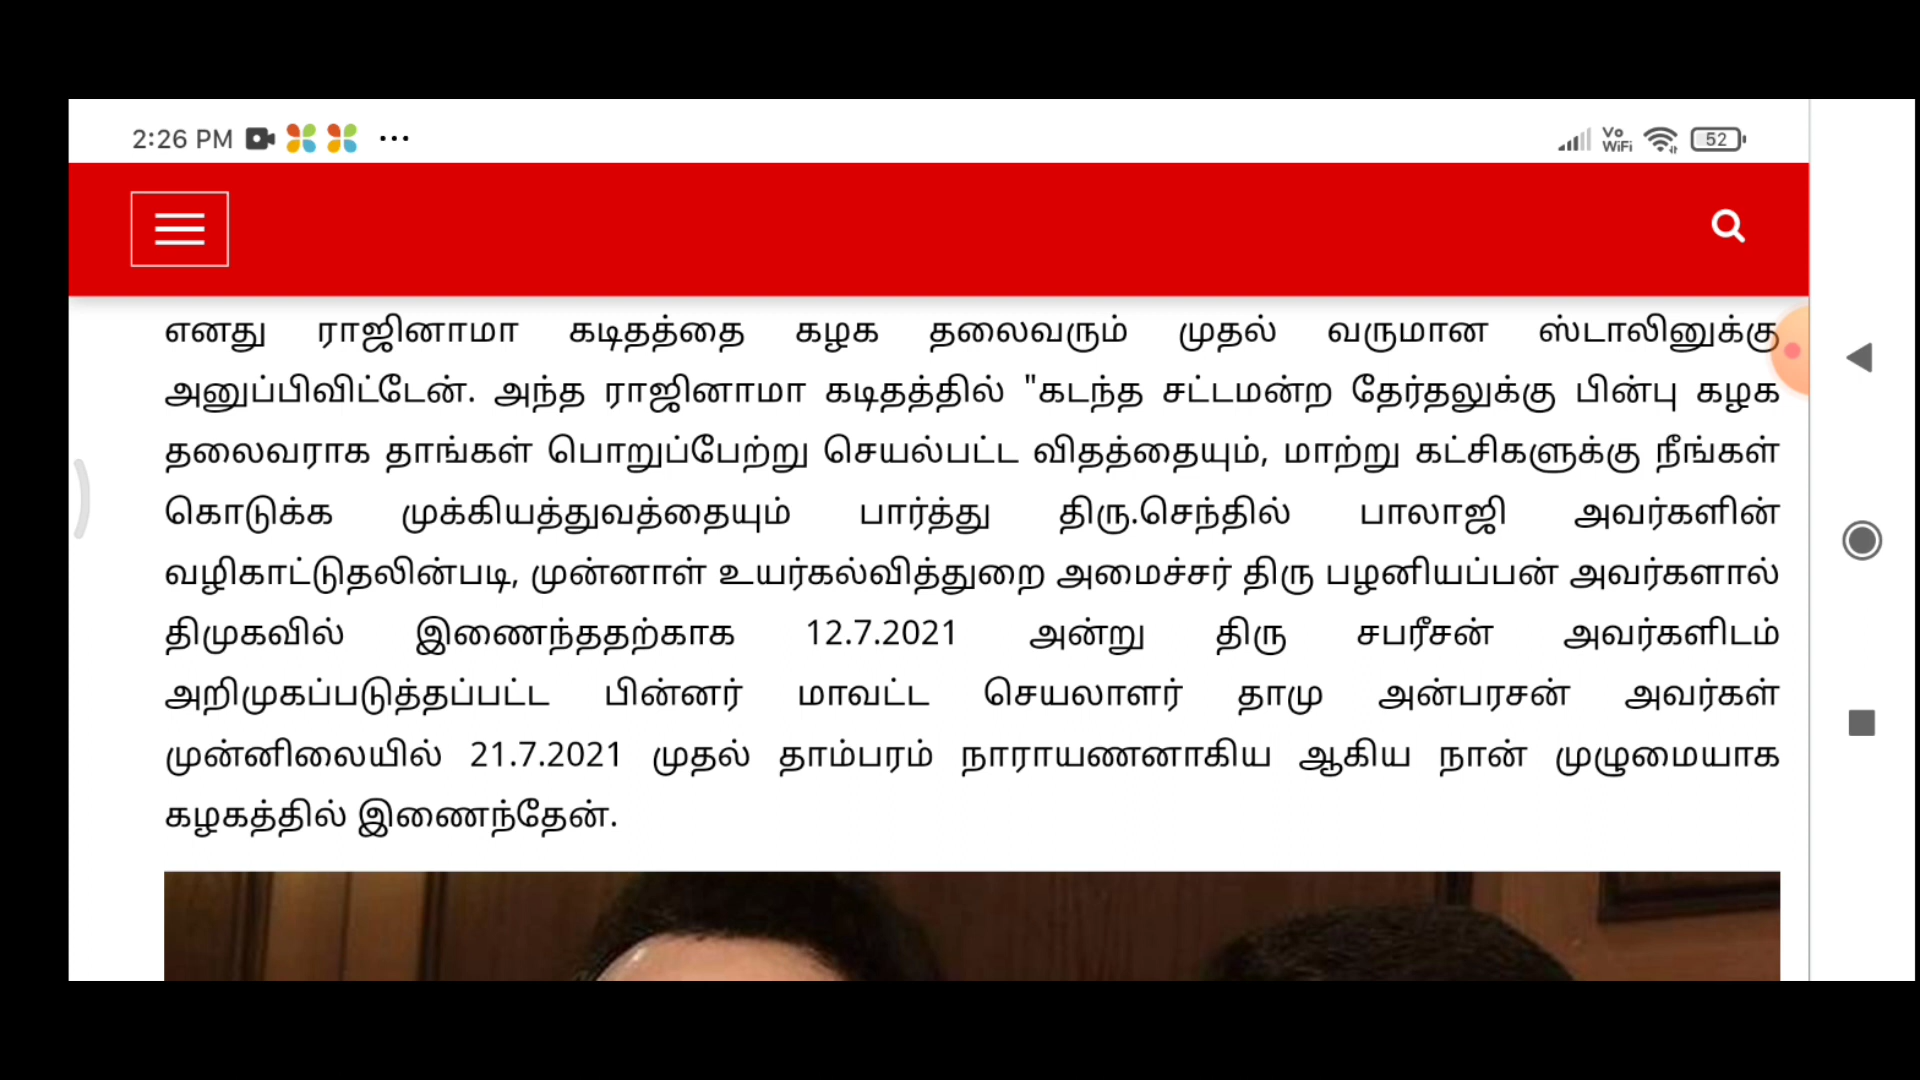 2:26 PM
Vo WiFi 52
எனது ராஜினாமா கடிதத்தை கழக தலைவரும் முதல் வருமான ஸ்டாலினுக்கு
அனுப்பிவிட்டேன். அந்த ராஜினாமா கடிதத்தில் "கடந்த சட்டமன்ற தேர்தலுக்கு பின்பு கழக
தலைவராக தாங்கள் பொறுப்பேற்று செயல்பட்ட விதத்தையும், மாற்று கட்சிகளுக்கு நீங்கள்
கொடுக்க முக்கியத்துவத்தையும் பார்த்து திரு.செந்தில் பாலாஜி அவர்களின்
வழிகாட்டுதலின்படி, முன்னாள் உயர்கல்வித்துறை அமைச்சர் திரு பழனியப்பன் அவர்களால்
திமுகவில் இணைந்ததற்காக 12.7.2021 அன்று திரு சபரீசன் அவர்களிடம்
அறிமுகப்படுத்தப்பட்ட பின்னர் மாவட்ட செயலாளர் தாமு அன்பரசன் அவர்கள்
முன்னிலையில் 21.7.2021 முதல் தாம்பரம் நாராயணனாகிய ஆகிய நான் முழுமையாக
கழகத்தில் இணைந்தேன்.